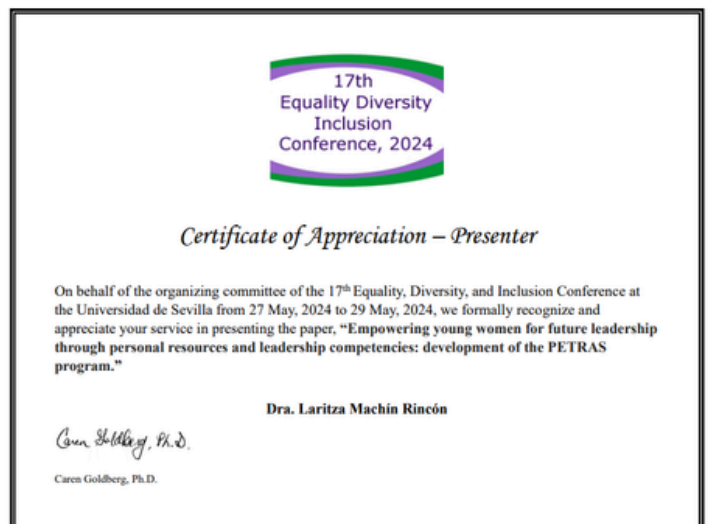 17th
Equality Diversity
Inclusion
Conference, 2024
Certificate of Appreciation – Presenter
On behalf of the organizing committee of the 17th Equality, Diversity, and Inclusion Conference at
the Universidad de Sevilla from 27 May, 2024 to 29 May, 2024, we formally recognize and
appreciate your service in presenting the paper, “Empowering young women for future leadership
through personal resources and leadership competencies: development of the PETRAS
program.”
Dra. Laritza Machín Rincón
Caren Goldberg, Ph.D.
Caren Goldberg, Ph.D.